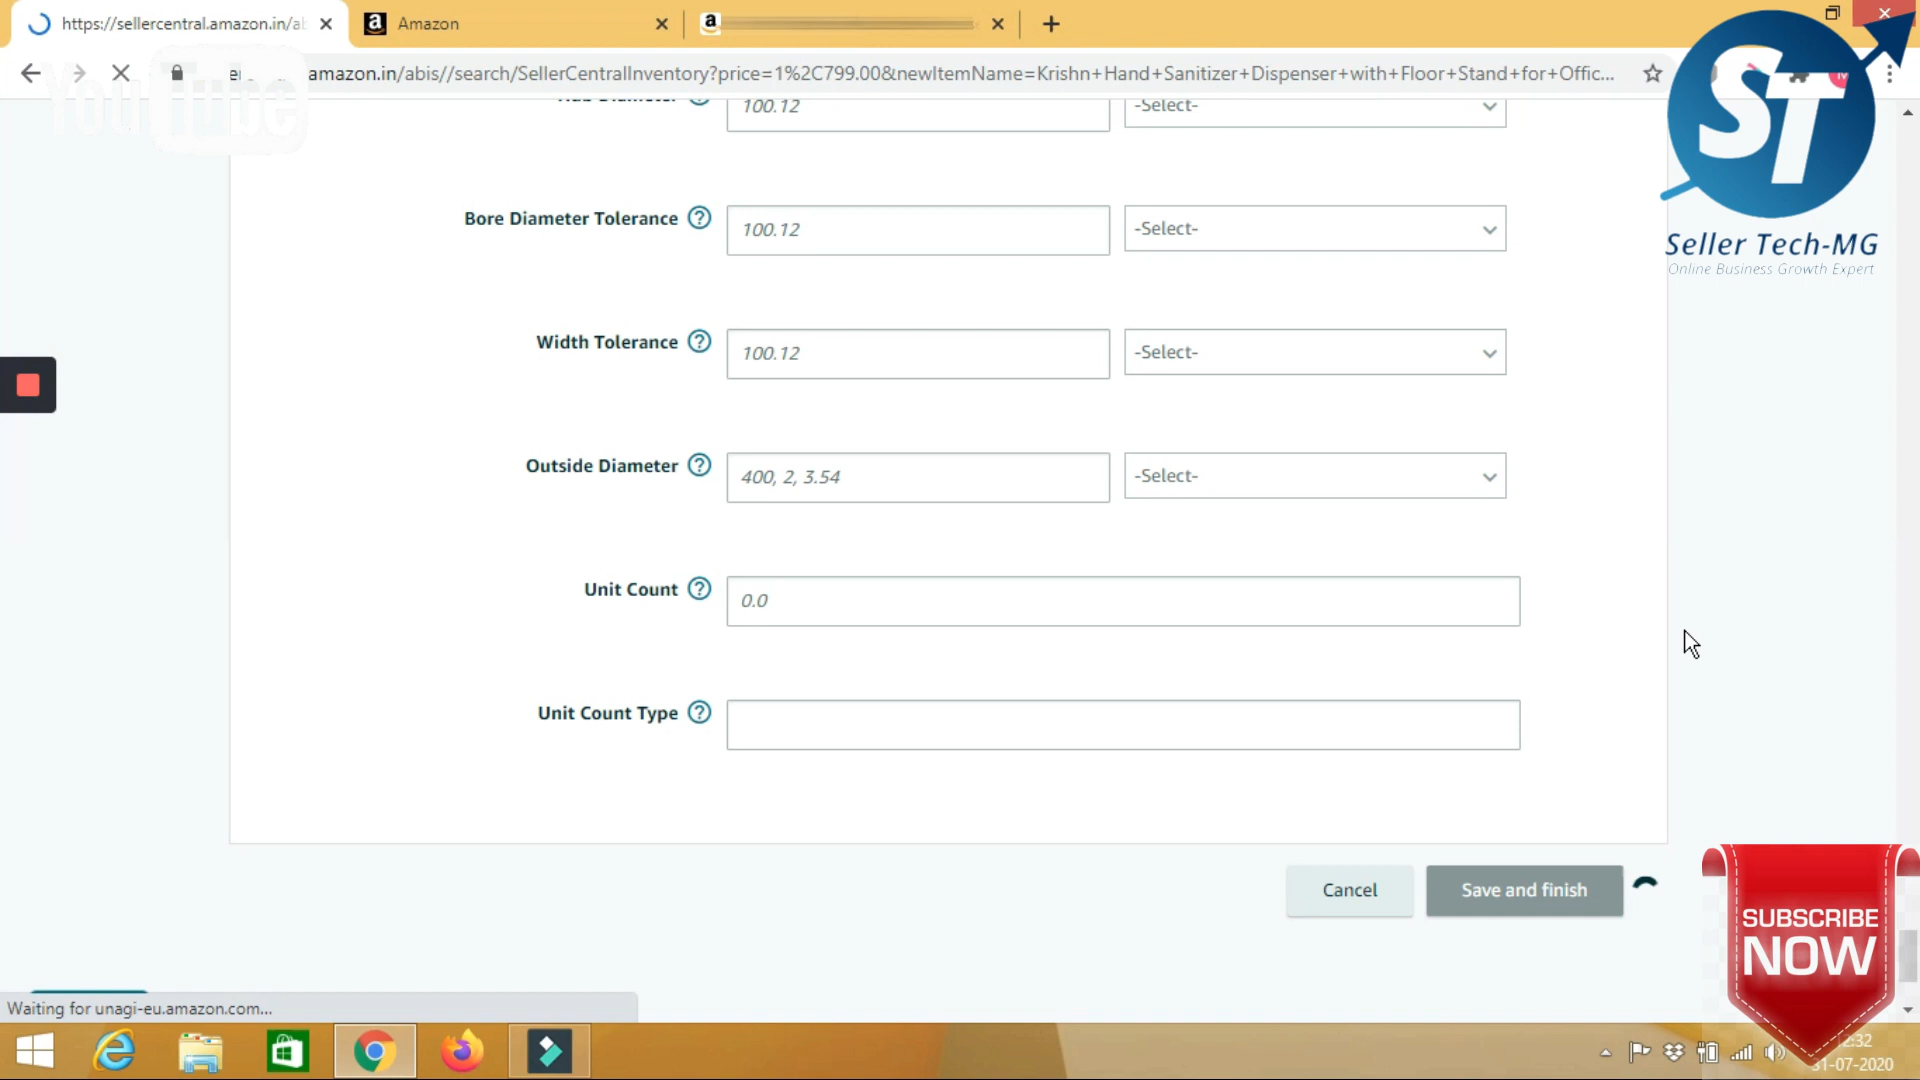 https://sellercentral.amazon.in/ab
Amazon
amazon.in/abis//search/SellerCentralInventory?price=1%2C799.00&newItemName=Krishn+Hand+Sanitizer+Dispenser+with+Floor+Stand+for+Offic...
YouTube
ST
Seller Tech-MG
Online Business Growth Expert
100.12
-Select-
Bore Diameter Tolerance
100.12
-Select-
Width Tolerance
100.12
-Select-
Outside Diameter
400, 2, 3.54
-Select-
Unit Count
0.0
Unit Count Type
Cancel
Save and finish
SUBSCRIBE
NOW
Waiting for unagi-eu.amazon.com...
31-07-2020